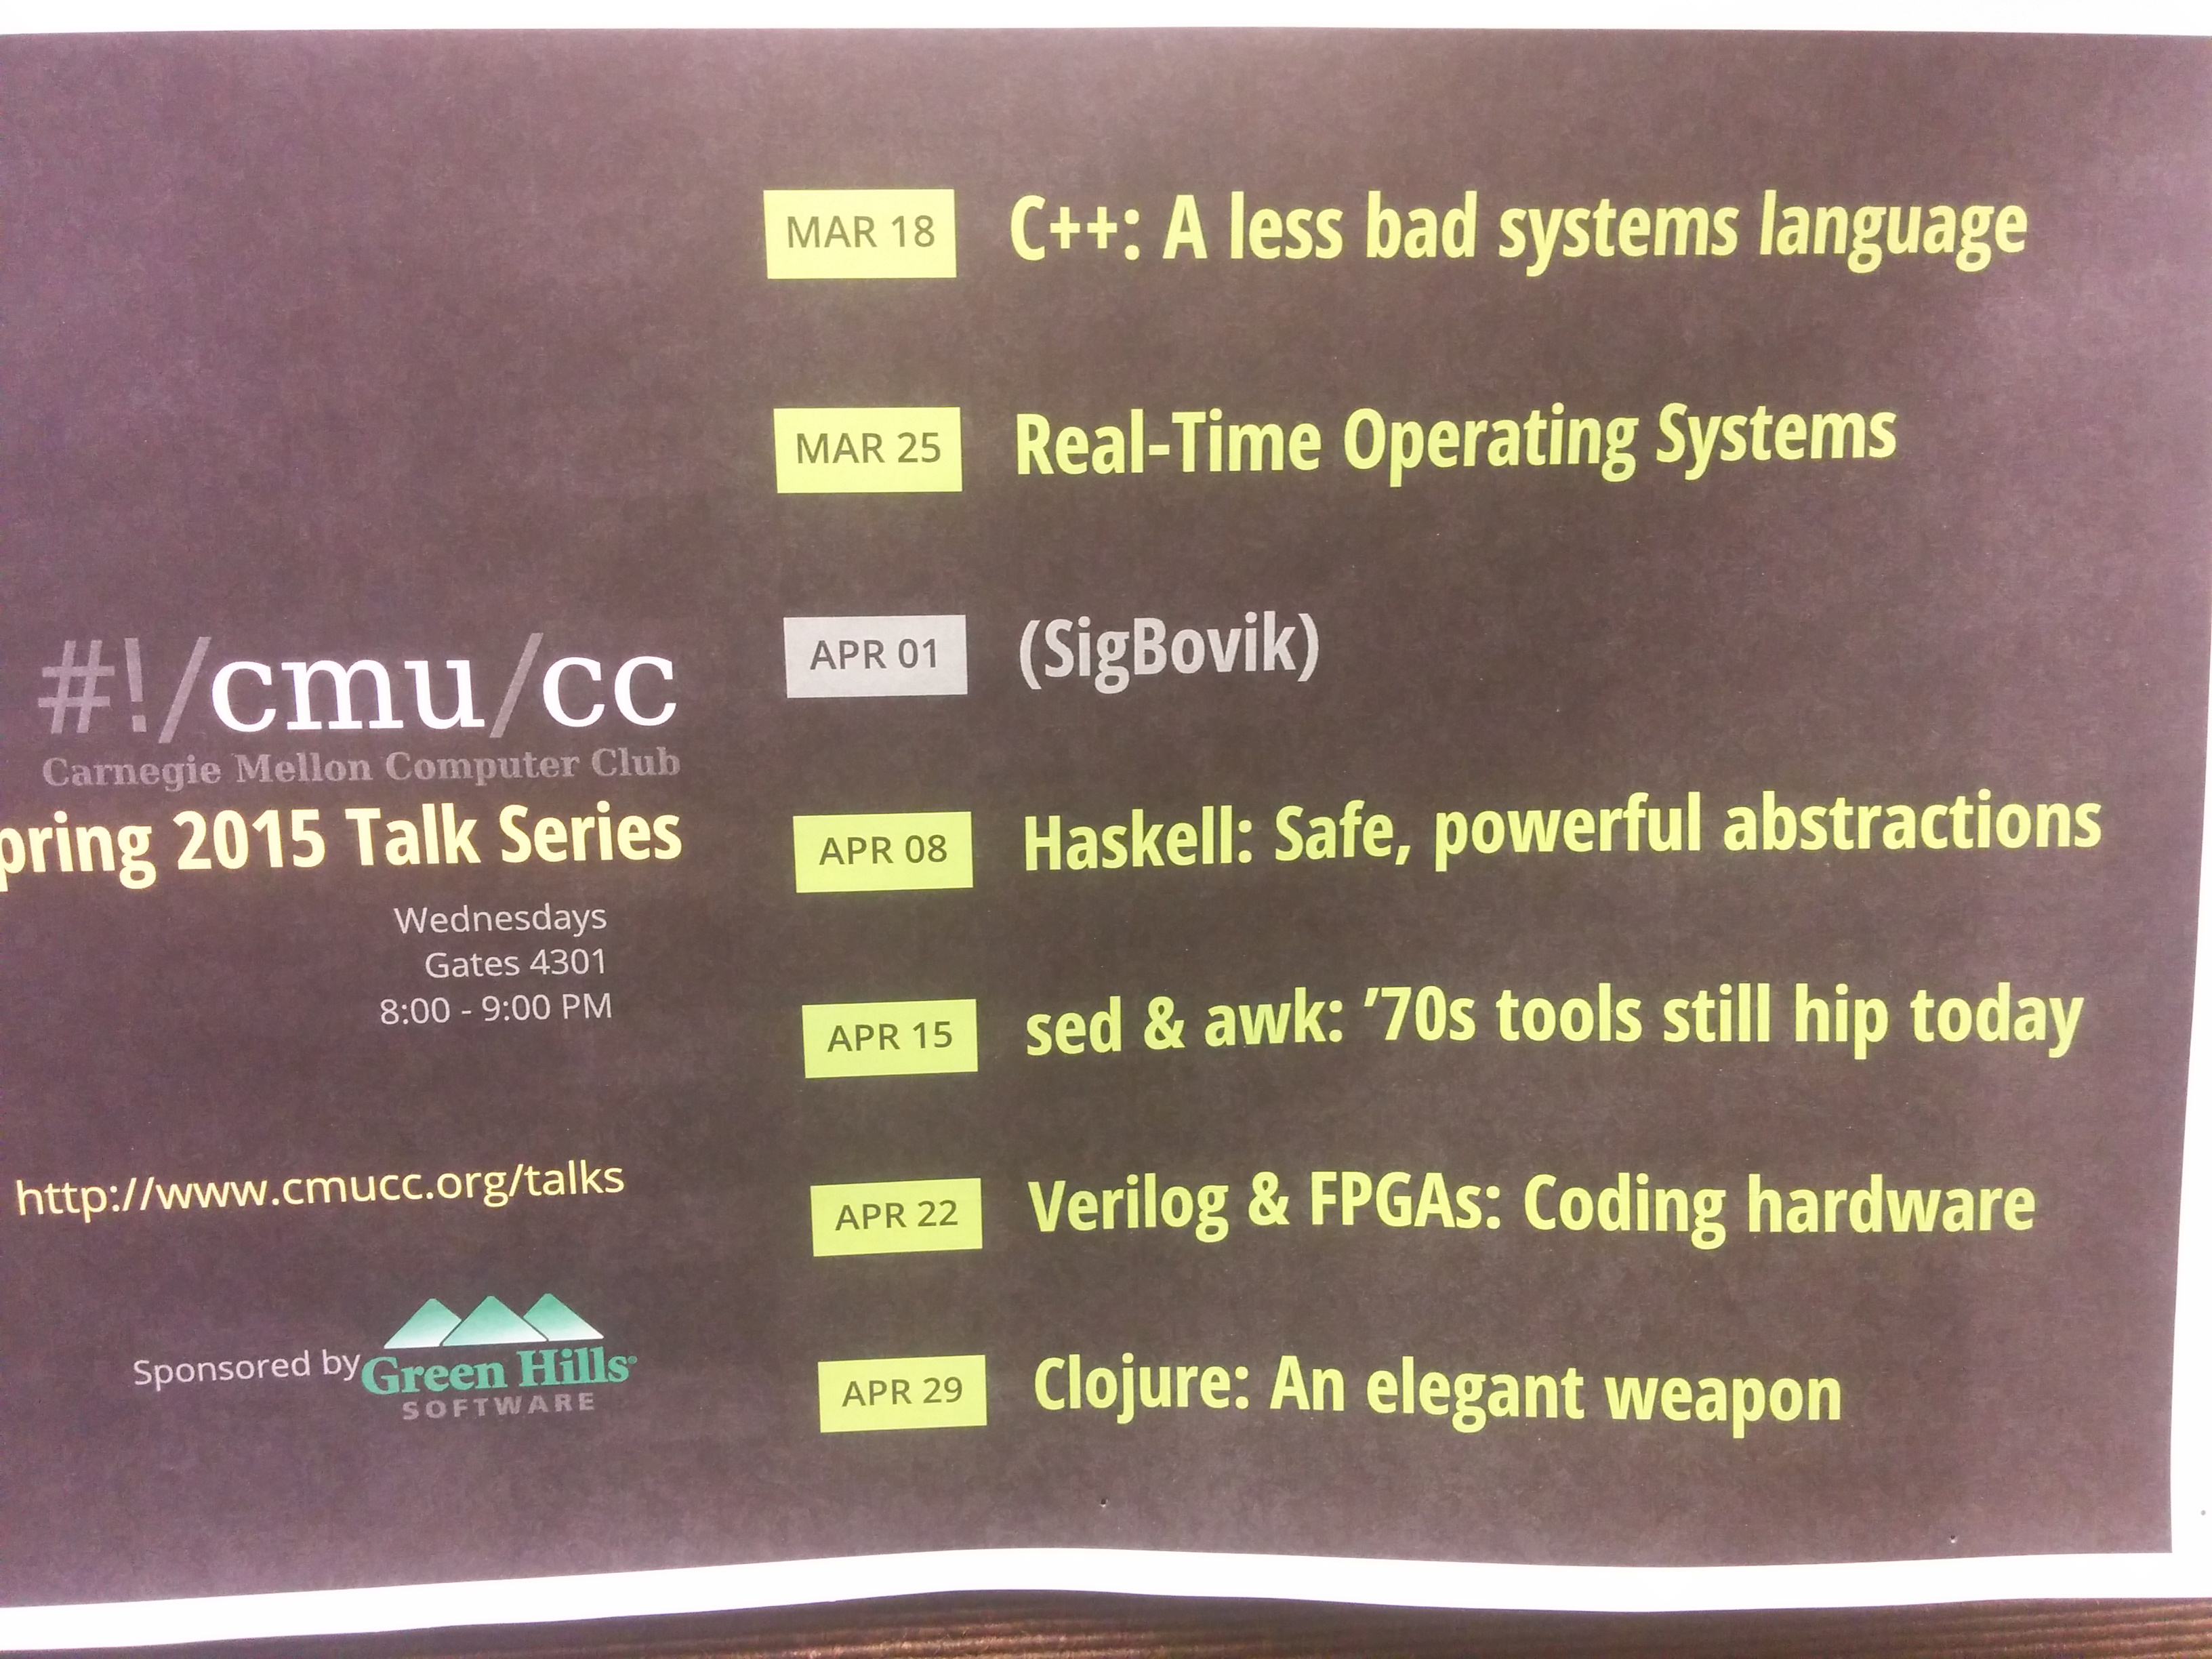 #!/cmu/cc
Carnegie Mellon Computer Club
pring 2015 Talk Series
Wednesdays
Gates 4301
8:00 - 9:00 PM
http://www.cmucc.org/talks
Sponsored by Green Hills®
SOFTWARE
MAR 18 C++: A less bad systems language
MAR 25 Real-Time Operating Systems
APR 01 (SigBovik)
APR 08 Haskell: Safe, powerful abstractions
APR 15 sed & awk: ’70s tools still hip today
APR 22 Verilog & FPGAs: Coding hardware
APR 29 Clojure: An elegant weapon